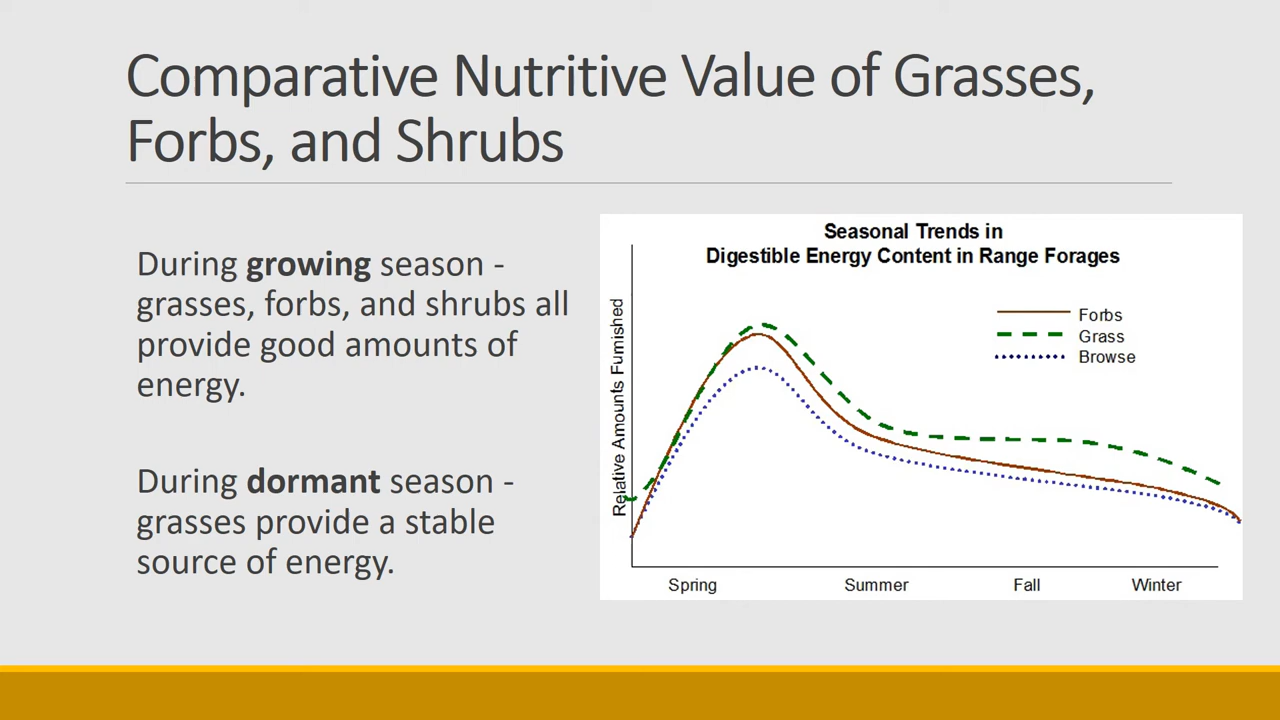 Comparative Nutritive Value of Grasses,
Forbs, and Shrubs
During growing season -
grasses, forbs, and shrubs all
provide good amounts of
energy.
During dormant season -
grasses provide a stable
source of energy.
Seasonal Trends in
Digestible Energy Content in Range Forages
Relative Amounts Furnished
Forbs
Grass
Browse
Spring Summer Fall Winter